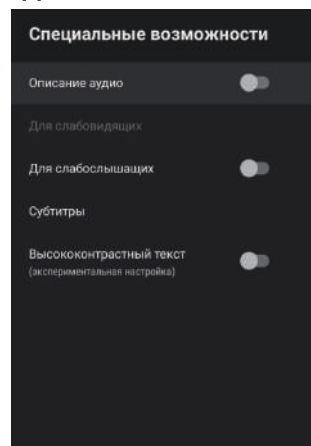 Специальные возможности
Описание аудио
Для слабовидящих
Для слабослышащих
Субтитры
Высококонтрастный текст
(экспериментальная настройка)